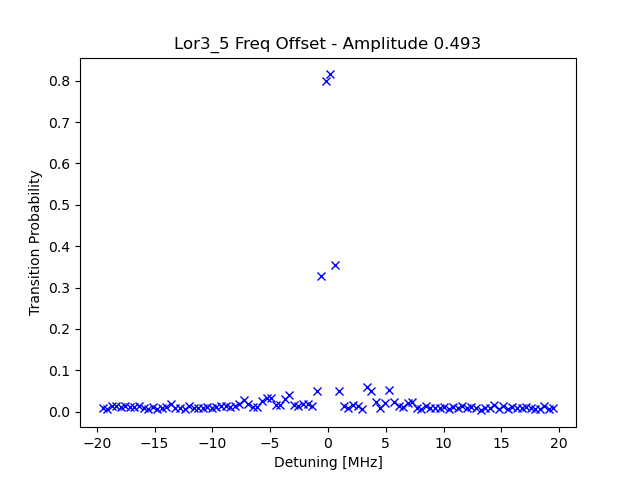 Lor3_5 Freq Offset - Amplitude 0.493
Transition Probability
0.8
0.7
0.6
0.5
0.4
0.3
0.2
0.1
0.0
−20 −15 −10 −5 0 5 10 15 20
Detuning [MHz]